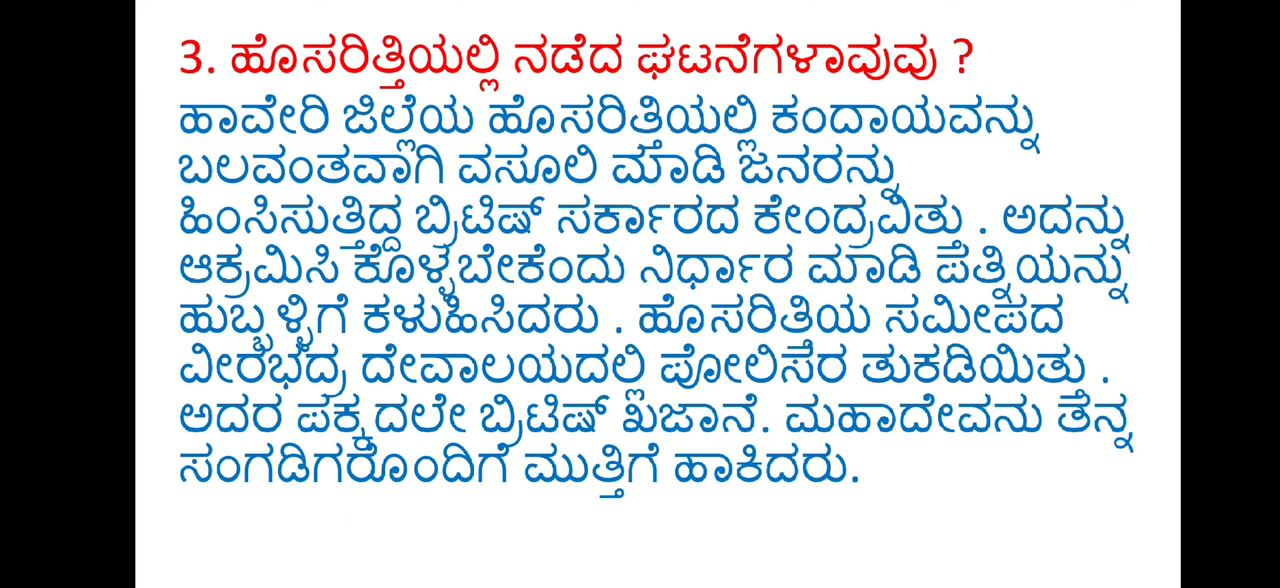 3. ಹೊಸರಿತ್ತಿಯಲ್ಲಿ ನಡೆದ ಘಟನೆಗಳಾವುವು ?
ಹಾವೇರಿ ಜಿಲ್ಲೆಯ ಹೊಸರಿತ್ತಿಯಲ್ಲಿ ಕಂದಾಯವನ್ನು
ಬಲವಂತವಾಗಿ ವಸೂಲಿ ಮಾಡಿ ಜನರನ್ನು
ಹಿಂಸಿಸುತ್ತಿದ್ದ ಬ್ರಿಟಿಷ್ ಸರ್ಕಾರದ ಕೇಂದ್ರವಿತ್ತು . ಅದನ್ನು
ಆಕ್ರಮಿಸಿ ಕೊಳ್ಳಬೇಕೆಂದು ನಿರ್ಧಾರ ಮಾಡಿ ಪತ್ನಿಯನ್ನು
ಹುಬ್ಬಳ್ಳಿಗೆ ಕಳುಹಿಸಿದರು . ಹೊಸರಿತ್ತಿಯ ಸಮೀಪದ
ವೀರಭದ್ರ ದೇವಾಲಯದಲ್ಲಿ ಪೋಲಿಸರ ತುಕಡಿಯಿತ್ತು .
ಅದರ ಪಕ್ಕದಲೇ ಬ್ರಿಟಿಷ್ ಖಜಾನೆ. ಮಹಾದೇವನು ತನ್ನ
ಸಂಗಡಿಗರೊಂದಿಗೆ ಮುತ್ತಿಗೆ ಹಾಕಿದರು.